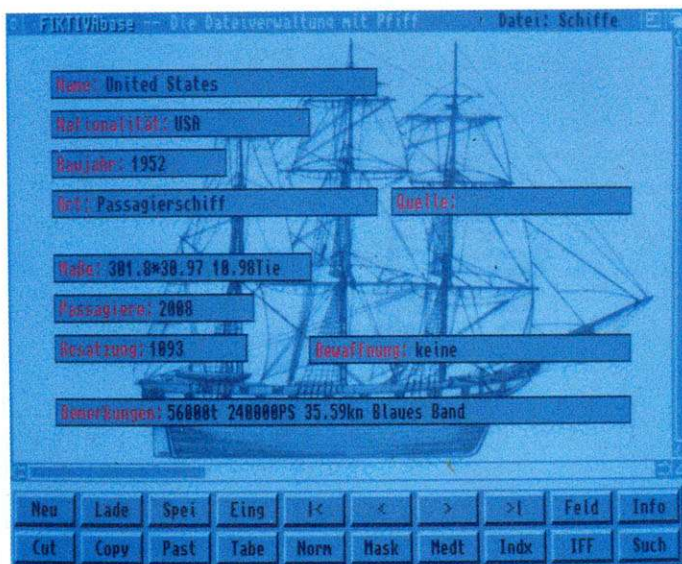 FIKTIVAbase -- Die Dateiverwaltung mit Pfiff Datei: Schiffe
Name: United States
Nationalität: USA
Baujahr: 1952
Art: Passagierschiff Quelle:
Maße: 301.8*30.97 10.98Tie
Passagiere: 2008
Besatzung: 1093 Bewaffnung: keine
Bemerkungen: 56000t 240000PS 35.59kn Blaues Band
Neu Lade Spei Eing |< < > >| Feld Info
Cut Copy Past Tabe Norm Mask Medt Indx IFF Such